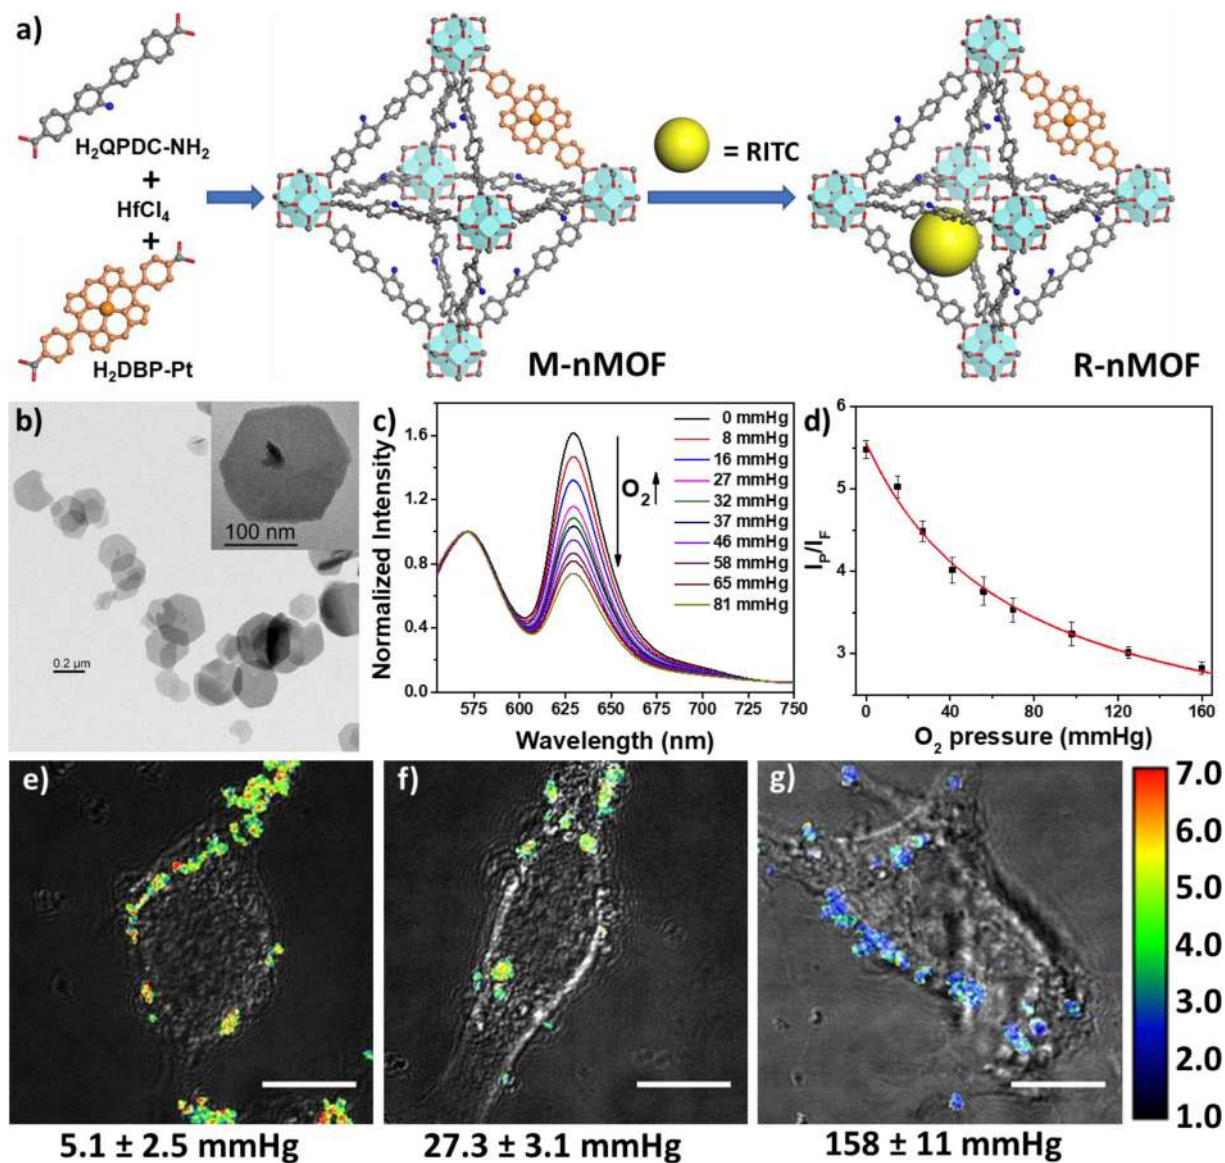 a)
H₂QPDC-NH₂
+
HfCl₄
+
H₂DBP-Pt
M-nMOF
= RITC
R-nMOF
b)
100 nm
0.2 µm
c)
Normalized Intensity
1.6
1.2
0.8
0.4
0.0
575 600 625 650 675 700 725 750
Wavelength (nm)
O₂
0 mmHg
8 mmHg
16 mmHg
27 mmHg
32 mmHg
37 mmHg
46 mmHg
58 mmHg
65 mmHg
81 mmHg
d)
I_P/I_F
6
5
4
3
0 40 80 120 160
O₂ pressure (mmHg)
e)
5.1 ± 2.5 mmHg
f)
27.3 ± 3.1 mmHg
g)
158 ± 11 mmHg
7.0
6.0
5.0
4.0
3.0
2.0
1.0